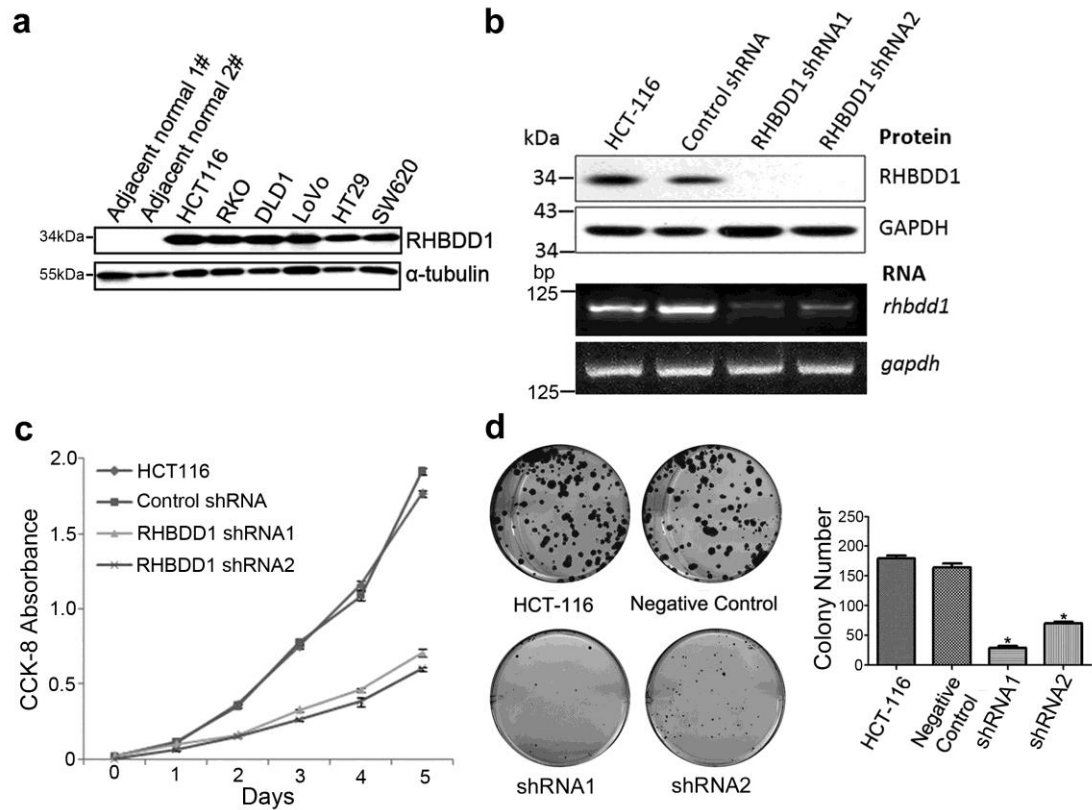 a
Adjacent normal 1#
Adjacent normal 2#
HCT116
RKO
DLD1
LoVo
HT29
SW620
34kDa
RHBDD1
55kDa
α-tubulin
b
HCT-116
Control shRNA
RHBDD1 shRNA1
RHBDD1 shRNA2
kDa
Protein
34
RHBDD1
43
GAPDH
34
bp
RNA
125
rhbdd1
gapdh
125
c
2.0
1.5
1.0
0.5
0
CCK-8 Absorbance
HCT116
Control shRNA
RHBDD1 shRNA1
RHBDD1 shRNA2
0 1 2 3 4 5
Days
d
HCT-116
Negative Control
shRNA1
shRNA2
Colony Number
250
200
150
100
50
0
* *
HCT-116
Negative
Control
shRNA1
shRNA2